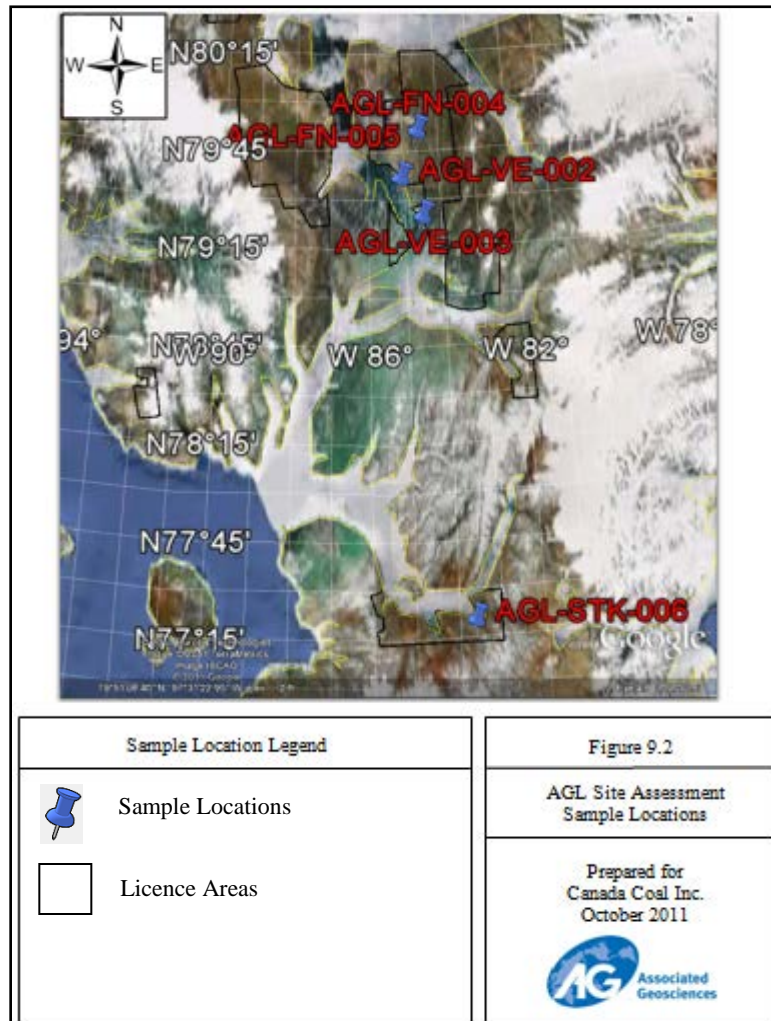 N
W E
S
N80°15'
AGL-FN-004
AGL-FN-005
N79°45'
AGL-VE-002
N79°15'
AGL-VE-003
94°
W 90°
W 86°
W 82°
W 78°
N78°15'
N77°45'
AGL-STK-006
N77°15'
Google
Sample Location Legend
Sample Locations
Licence Areas
Figure 9.2
AGL Site Assessment
Sample Locations
Prepared for
Canada Coal Inc.
October 2011
AG Associated
Geosciences